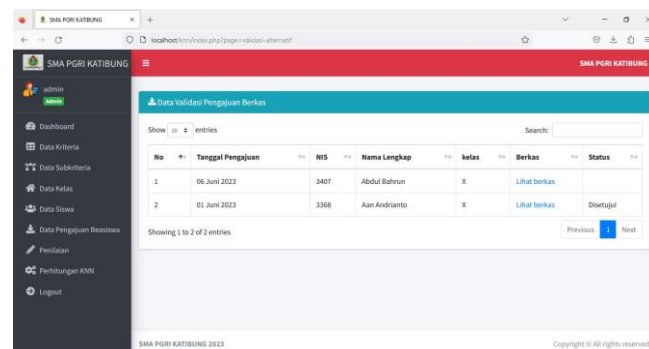 SMA PGRI KATIBUNG
localhost/knn/index.php?page=validasi-alternatif
SMA PGRI KATIBUNG
SMA PGRI KATIBUNG
admin
Admin
Dashboard
Data Kriteria
Data Subkriteria
Data Kelas
Data Siswa
Data Pengajuan Beasiswa
Penilaian
Perhitungan KNN
Logout
Data Validasi Pengajuan Berkas
Show 10 entries Search:
No Tanggal Pengajuan NIS Nama Lengkap kelas Berkas Status
1 06 Juni 2023 3407 Abdul Bahrun X Lihat berkas
2 01 Juni 2023 3368 Aan Andrianto X Lihat berkas Disetujui
Showing 1 to 2 of 2 entries Previous 1 Next
SMA PGRI KATIBUNG 2023 Copyright © All rights reserved